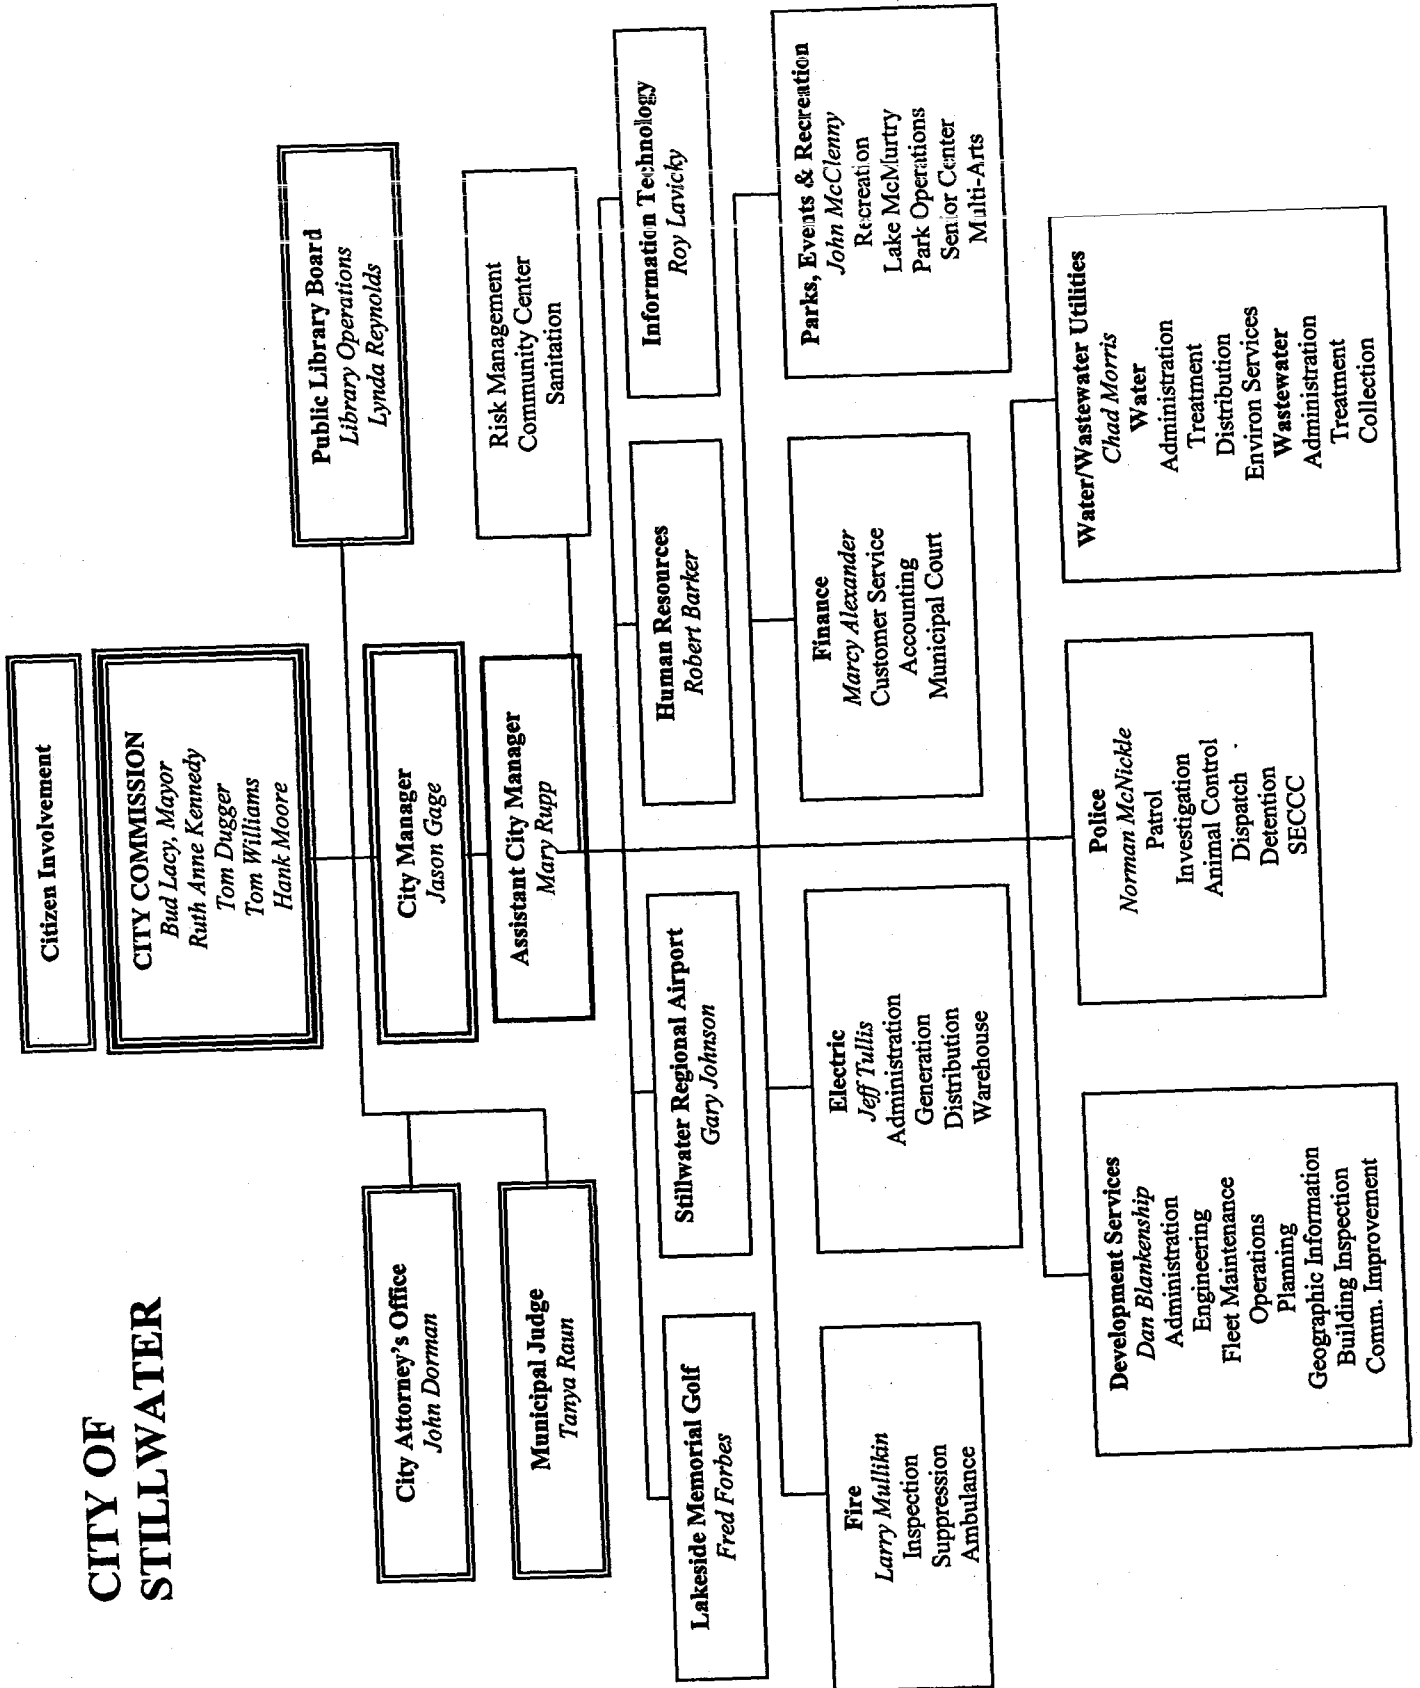 CITY OF
STILLWATER
Citizen Involvement
CITY COMMISSION
Bud Lacy, Mayor
Ruth Anne Kennedy
Tom Dugger
Tom Williams
Hank Moore
Public Library Board
Library Operations
Lynda Reynolds
City Attorney's Office
John Dorman
City Manager
Jason Gage
Municipal Judge
Tanya Raun
Assistant City Manager
Mary Rupp
Risk Management
Community Center
Sanitation
Lakeside Memorial Golf
Fred Forbes
Stillwater Regional Airport
Gary Johnson
Human Resources
Robert Barker
Information Technology
Roy Lavicky
Fire
Larry Mullikin
Inspection
Suppression
Ambulance
Electric
Jeff Tullis
Administration
Generation
Distribution
Warehouse
Finance
Marcy Alexander
Customer Service
Accounting
Municipal Court
Parks, Events & Recreation
John McClenny
Recreation
Lake McMurtry
Park Operations
Senior Center
Multi-Arts
Development Services
Dan Blankenship
Administration
Engineering
Fleet Maintenance
Operations
Planning
Geographic Information
Building Inspection
Comm. Improvement
Police
Norman McNickle
Patrol
Investigation
Animal Control
Dispatch
Detention
SECCC
Water/Wastewater Utilities
Chad Morris
Water
Administration
Treatment
Distribution
Environ Services
Wastewater
Administration
Treatment
Collection